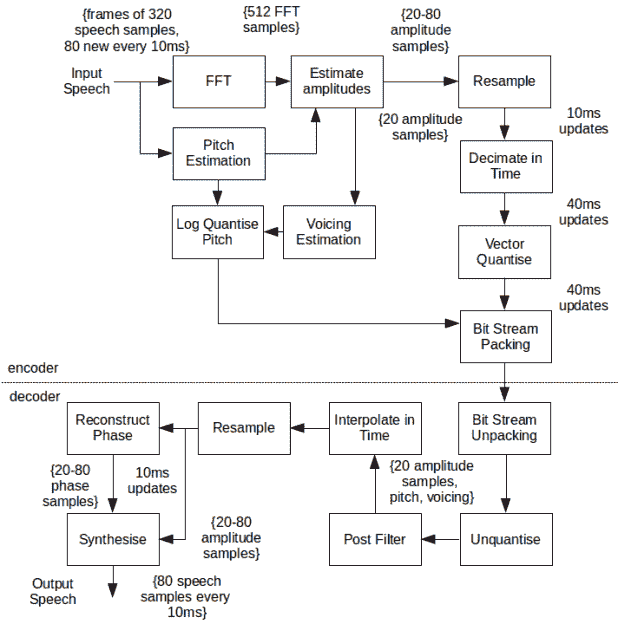 {frames of 320
speech samples,
80 new every 10ms}
{512 FFT
samples}
{20-80
amplitude
samples}
Input
Speech
FFT
Estimate
amplitudes
Resample
{20 amplitude
samples}
10ms
updates
Pitch
Estimation
Decimate in
Time
40ms
updates
Log Quantise
Pitch
Voicing
Estimation
Vector
Quantise
40ms
updates
Bit Stream
Packing
encoder
decoder
Reconstruct
Phase
Resample
Interpolate in
Time
Bit Stream
Unpacking
{20-80
phase
samples}
10ms
updates
{20 amplitude
samples,
pitch, voicing}
{20-80
amplitude
samples}
Synthesise
Post Filter
Unquantise
Output
Speech
{80 speech
samples every
10ms}